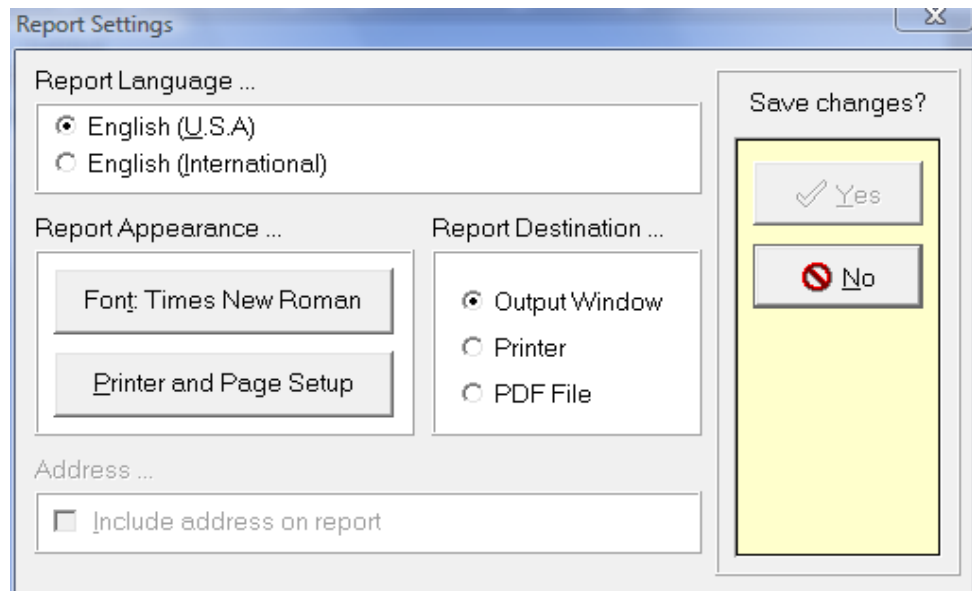 Report Settings
Report Language ...
English (U.S.A)
English (International)
Report Appearance ...
Font: Times New Roman
Printer and Page Setup
Report Destination ...
Output Window
Printer
PDF File
Address ...
Include address on report
Save changes?
Yes
No